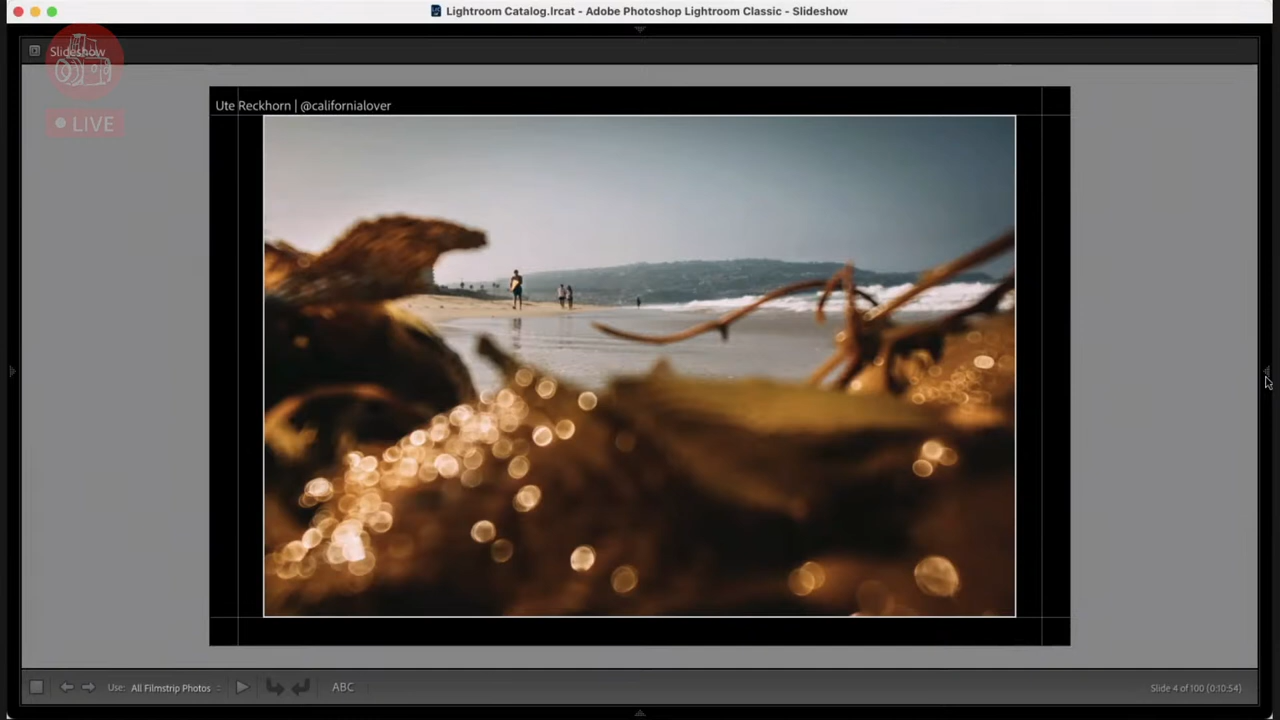 Lightroom Catalog.lrcat - Adobe Photoshop Lightroom Classic - Slideshow
Slideshow
LIVE
Ute Reckhorn | @californialover
Use: All Filmstrip Photos
ABC
Slide 4 of 100 (0:10:54)